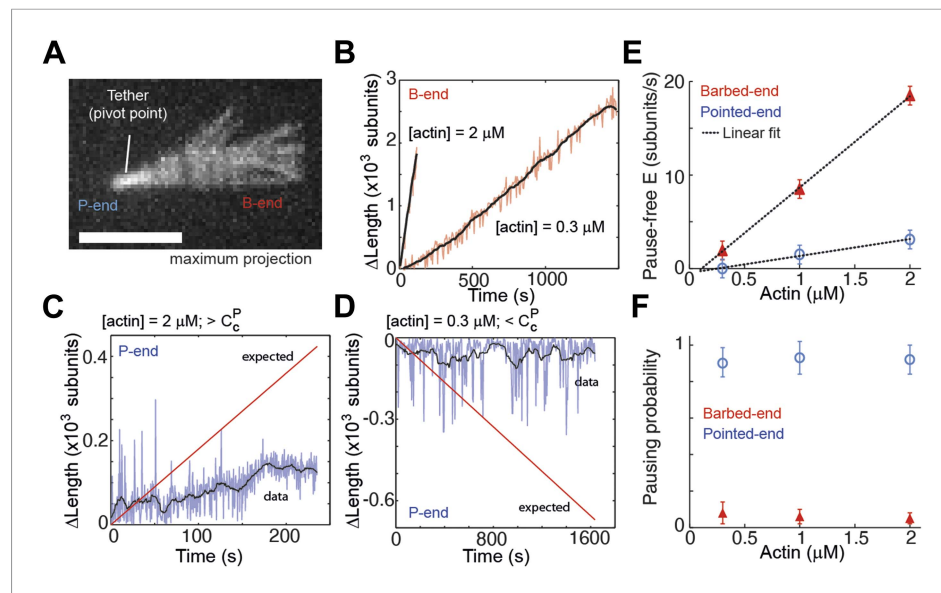 A
Tether
(pivot point)
P-end
B-end
maximum projection
B
B-end
[actin] = 2 μM
[actin] = 0.3 μM
ΔLength (x10³ subunits)
0
1
2
3
0
500
1000
Time (s)
E
Barbed-end
Pointed-end
Linear fit
Pause-free E (subunits/s)
0
10
20
0
0.5
1
1.5
2
Actin (μM)
C
[actin] = 2 μM; > C_c^P
P-end
expected
data
ΔLength (x10³ subunits)
0
0.2
0.4
0
100
200
Time (s)
D
[actin] = 0.3 μM; < C_c^P
data
expected
P-end
ΔLength (x10³ subunits)
0
-0.3
-0.6
0
800
1600
Time (s)
F
Barbed-end
Pointed-end
Pausing probability
0
1
0.5
1
1.5
2
Actin (μM)